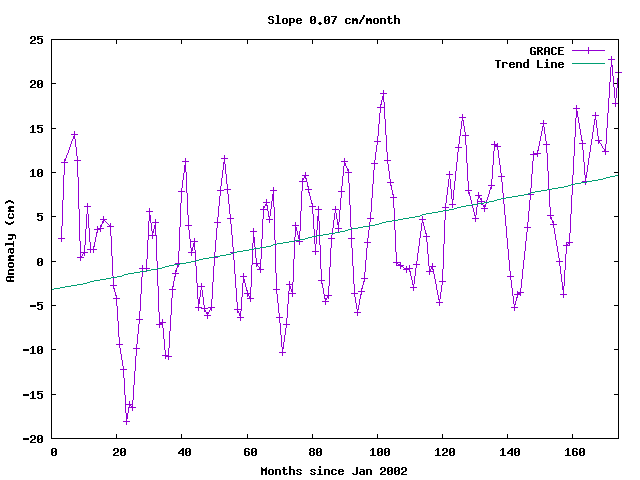 Slope 0.07 cm/month
GRACE
Trend Line
25
20
15
10
5
0
-5
-10
-15
-20
Anomaly (cm)
0 20 40 60 80 100 120 140 160
Months since Jan 2002